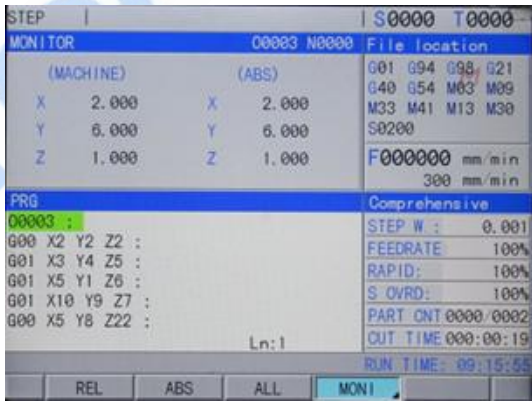 STEP S0000 T0000
MONITOR O0003 N0000 File location
(MACHINE) (ABS)
X 2.000 X 2.000
Y 6.000 Y 6.000
Z 1.000 Z 1.000
G01 G94 G98 G21
G40 G54 M03 M09
M33 M41 M13 M30
S0200
F000000 mm/min
300 mm/min
PRG
O0003 :
G00 X2 Y2 Z2 :
G01 X3 Y4 Z5 :
G01 X5 Y1 Z6 :
G01 X10 Y9 Z7 :
G00 X5 Y8 Z22 :
Ln:1
Comprehensive
STEP W : 0.001
FEEDRATE 100%
RAPID: 100%
S OVRD: 100%
PART CNT 0000/0002
CUT TIME 000:00:19
RUN TIME: 09:15:55
REL ABS ALL MONI